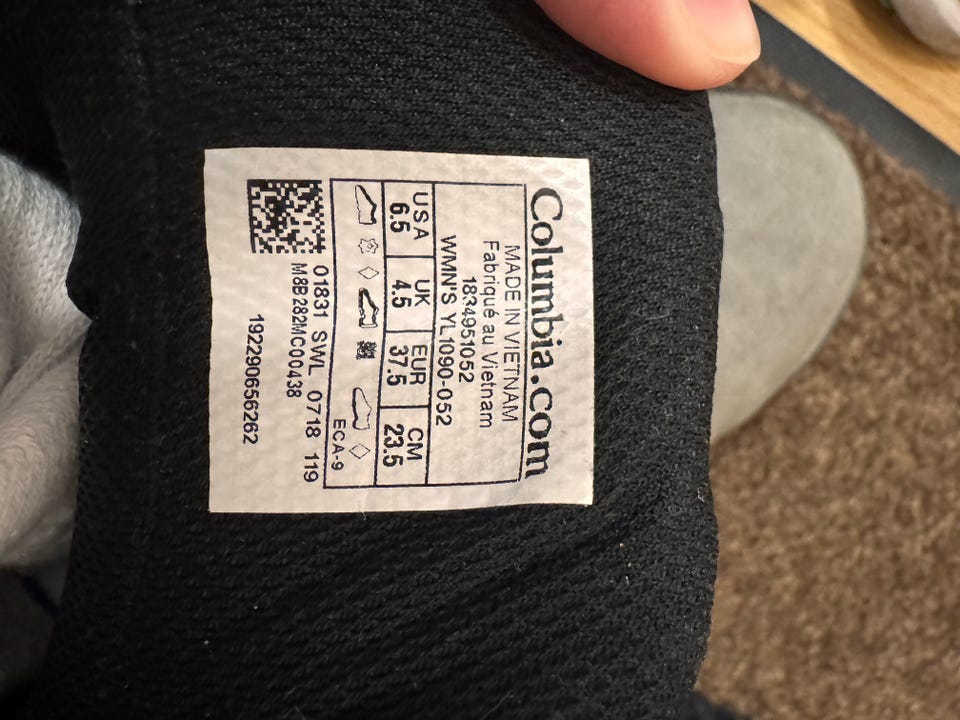 Columbia.com
MADE IN VIETNAM
Fabriqué au Vietnam
1834951052
WMN'S YL1090-052
USA UK EUR CM
6.5 4.5 37.5 23.5
ECA-9
01831 SWL 0718 119
M8B282MC00438
192290656262